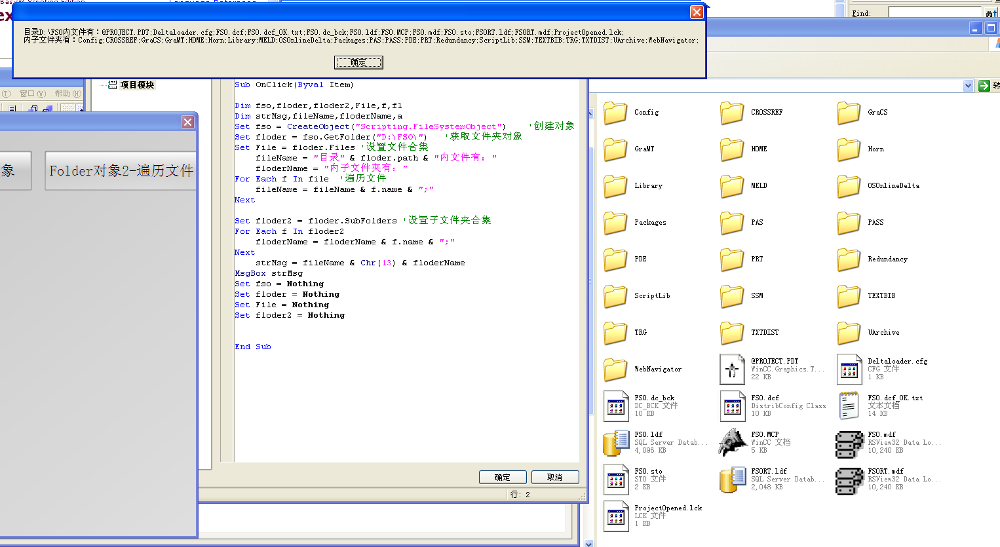 Find:
目录D:\FSO内文件有：@PROJECT.PDT;Deltaloader.cfg;FSO.dcf;FSO.dcf_OK.txt;FSO.dc_bck;FSO.ldf;FSO.MCP;FSO.mdf;FSO.sto;FSORT.ldf;FSORT.mdf;ProjectOpened.lck;
内子文件夹有：Config;CROSSREF;GraCS;GraMT;HOME;Horn;Library;MELD;OSOnlineDelta;Packages;PAS;PASS;PDE;PRT;Redundancy;ScriptLib;SSM;TEXTBIB;TRG;TXTDIST;UArchive;WebNavigator;
确定
(T) 窗口(W) 帮助(H)
项目模块
象
Folder对象2-遍历文件
Sub OnClick(Byval Item)
Dim fso,floder,floder2,File,f,f1
Dim strMsg,fileName,floderName,a
Set fso = CreateObject("Scripting.FileSystemObject") '创建对象
Set floder = fso.GetFolder("D:\FSO\") '获取文件夹对象
Set File = floder.Files '设置文件合集
fileName = "目录" & floder.path & "内文件有："
floderName = "内子文件夹有："
For Each f In file '遍历文件
fileName = fileName & f.name & ";"
Next
Set floder2 = floder.SubFolders '设置子文件夹合集
For Each f In floder2
floderName = floderName & f.name & ";"
Next
strMsg = fileName & Chr(13) & floderName
MsgBox strMsg
Set fso = Nothing
Set floder = Nothing
Set File = Nothing
Set floder2 = Nothing
End Sub
确定 取消
行: 2
转
Config CROSSREF GraCS
GraMT HOME Horn
Library MELD OSOnlineDelta
Packages PAS PASS
PDE PRT Redundancy
ScriptLib SSM TEXTBIB
TRG TXTDIST UArchive
WebNavigator
@PROJECT.PDT
WinCC.Graphics.T...
22 KB
Deltaloader.cfg
CFG 文件
1 KB
FSO.dc_bck
DC_BCK 文件
10 KB
FSO.dcf
DistribConfig Class
10 KB
FSO.dcf_OK.txt
文本文档
14 KB
FSO.ldf
SQL Server Datab...
4,096 KB
FSO.MCP
WinCC 文档
5 KB
FSO.mdf
RSView32 Data Lo...
10,240 KB
FSO.sto
STO 文件
2 KB
FSORT.ldf
SQL Server Datab...
2,048 KB
FSORT.mdf
RSView32 Data Lo...
10,240 KB
ProjectOpened.lck
LCK 文件
1 KB